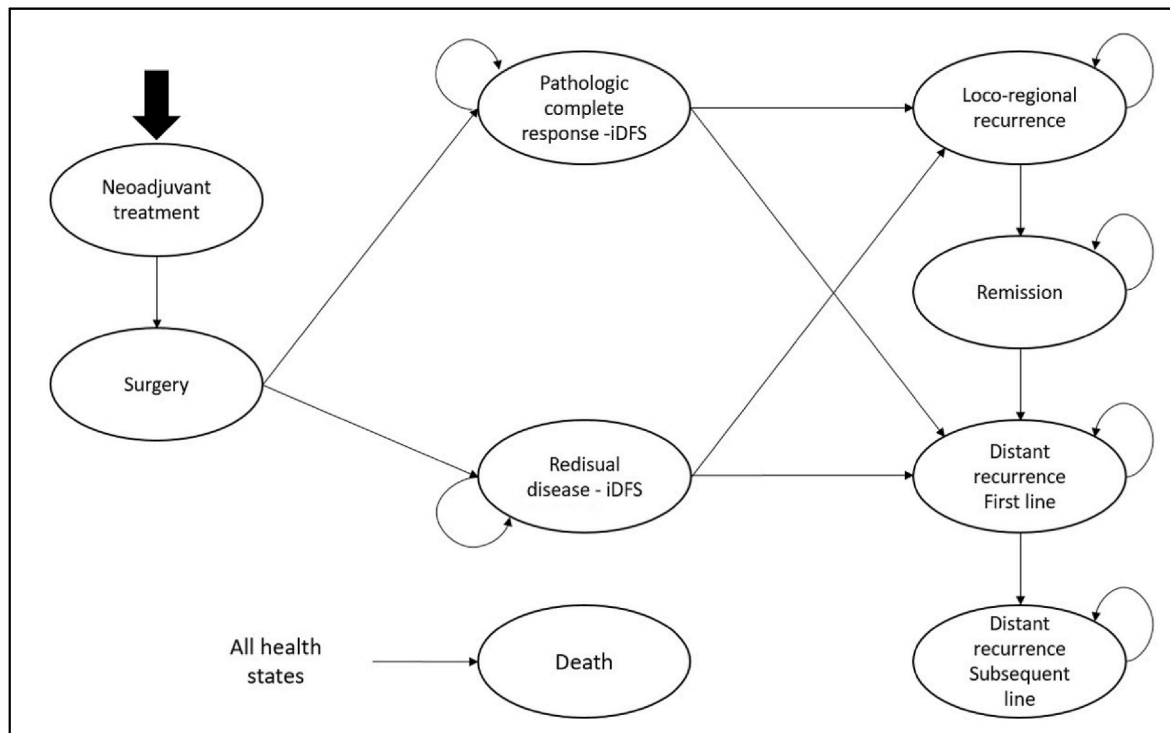 Neoadjuvant
treatment
Surgery
Pathologic
complete
response -iDFS
Redisual
disease - iDFS
All health
states
Death
Loco-regional
recurrence
Remission
Distant
recurrence
First line
Distant
recurrence
Subsequent
line